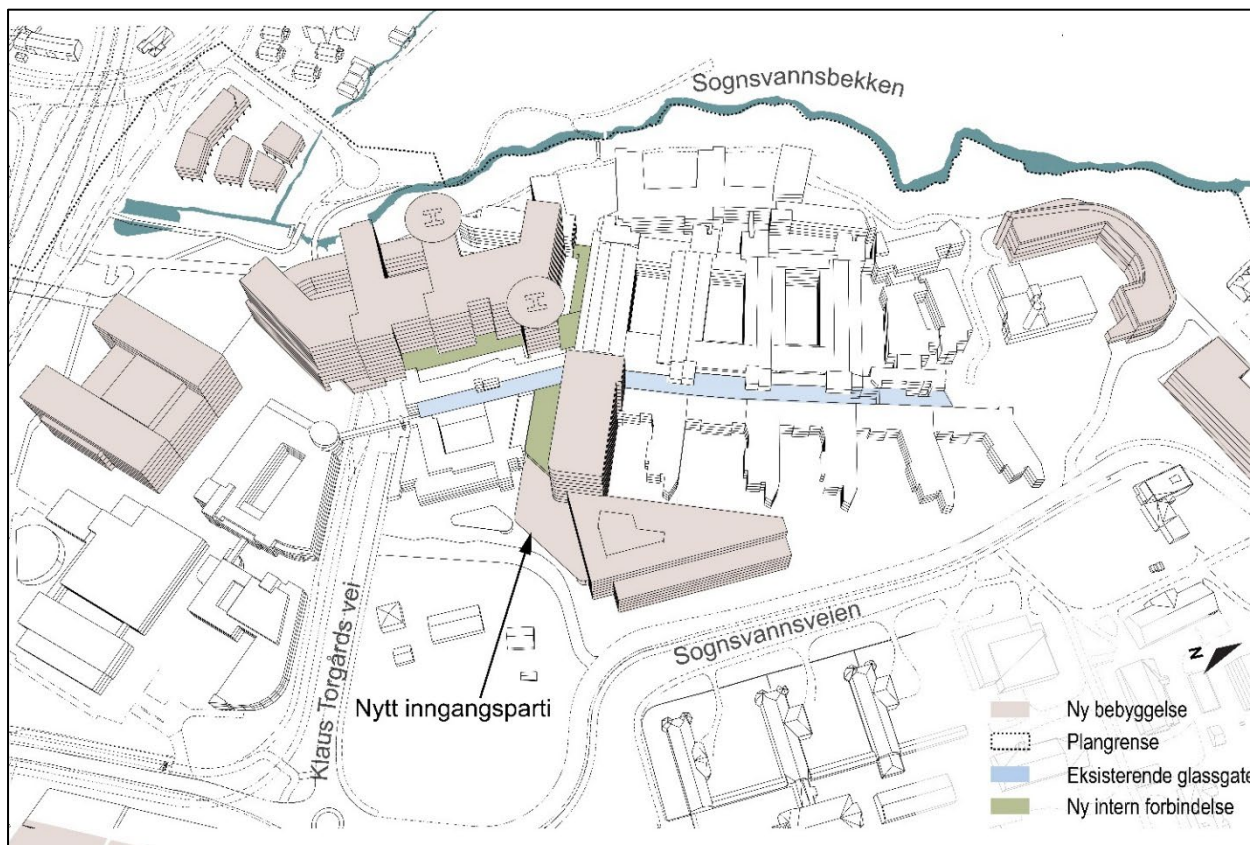 Sognsvannsbekken
H
H
Klaus Torgårds vei
Sognsvannsveien
Nytt inngangsparti
N
Ny bebyggelse
Plangrense
Eksisterende glassgate
Ny intern forbindelse